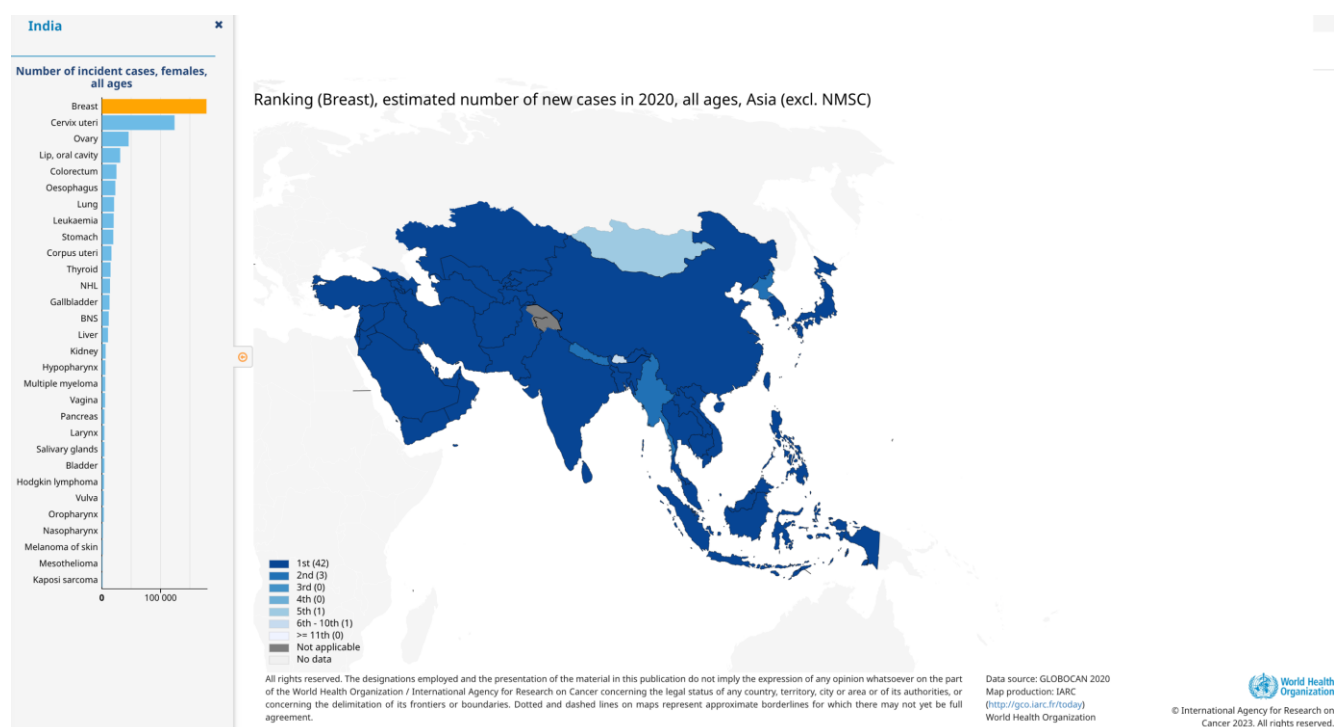 India
✖
Number of incident cases, females,
all ages
Breast
Cervix uteri
Ovary
Lip, oral cavity
Colorectum
Oesophagus
Lung
Leukaemia
Stomach
Corpus uteri
Thyroid
NHL
Gallbladder
BNS
Liver
Kidney
Hypopharynx
Multiple myeloma
Vagina
Pancreas
Larynx
Salivary glands
Bladder
Hodgkin lymphoma
Vulva
Oropharynx
Nasopharynx
Melanoma of skin
Mesothelioma
Kaposi sarcoma
0 100 000
Ranking (Breast), estimated number of new cases in 2020, all ages, Asia (excl. NMSC)
1st (42)
2nd (3)
3rd (0)
4th (0)
5th (1)
6th - 10th (1)
>= 11th (0)
Not applicable
No data
All rights reserved. The designations employed and the presentation of the material in this publication do not imply the expression of any opinion whatsoever on the part
of the World Health Organization / International Agency for Research on Cancer concerning the legal status of any country, territory, city or area or of its authorities, or
concerning the delimitation of its frontiers or boundaries. Dotted and dashed lines on maps represent approximate borderlines for which there may not yet be full
agreement.
Data source: GLOBOCAN 2020
Map production: IARC
(http://gco.iarc.fr/today)
World Health Organization
World Health
Organization
© International Agency for Research on
Cancer 2023. All rights reserved.